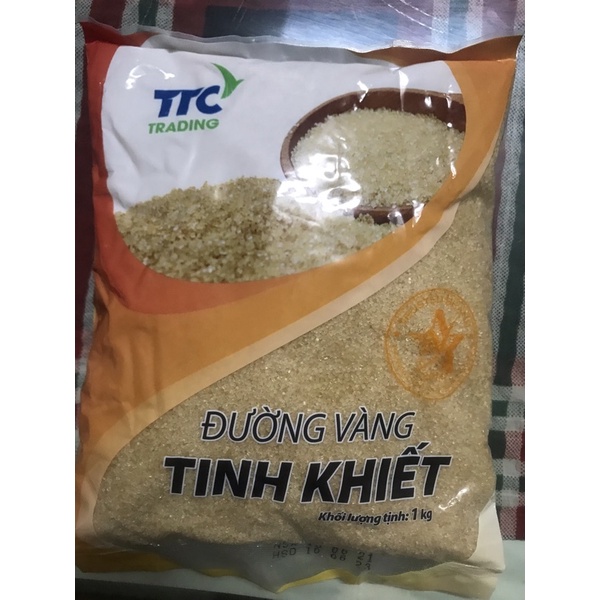 TTC
TRADING
ĐƯỜNG VÀNG
TINH KHIẾT
Khối lượng tịnh: 1 kg